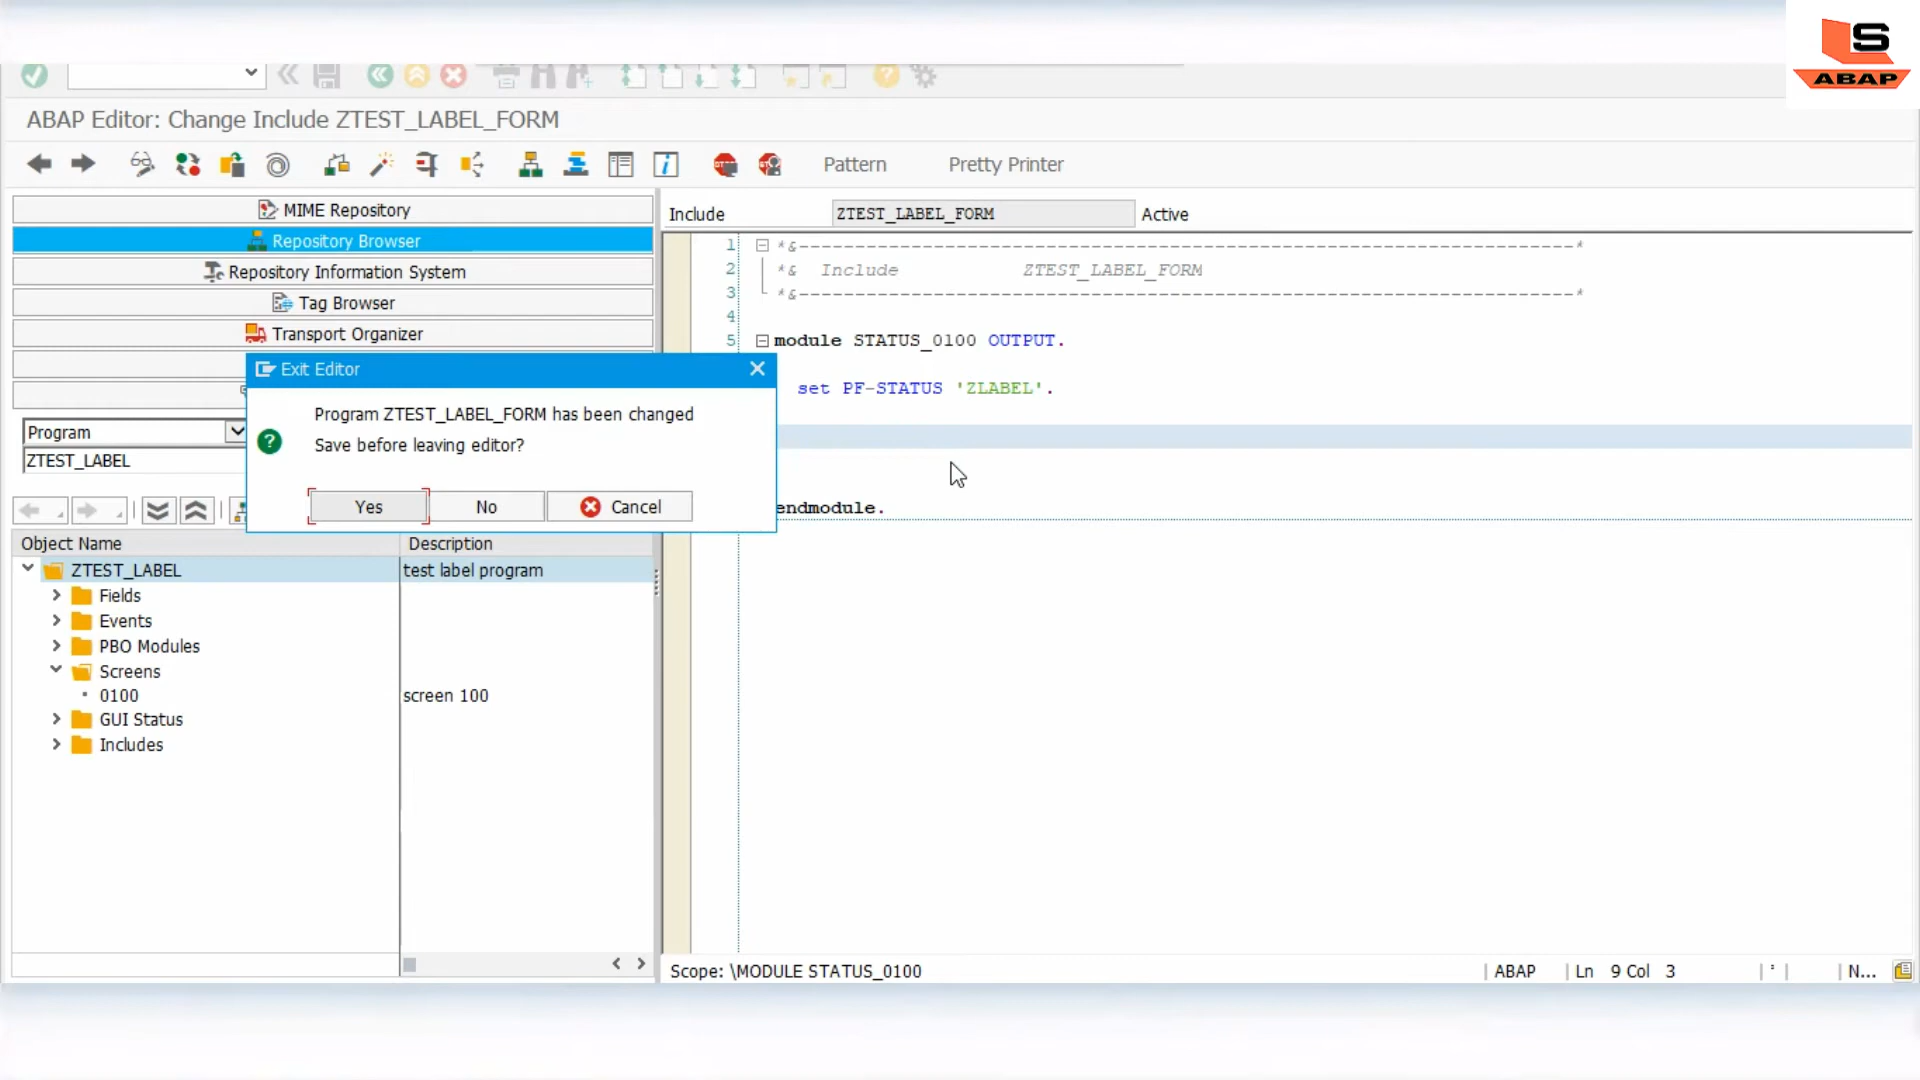 S
ABAP
ABAP Editor: Change Include ZTEST_LABEL_FORM
Pattern
Pretty Printer
MIME Repository
Repository Browser
Repository Information System
Tag Browser
Transport Organizer
Program
ZTEST_LABEL
Object Name
Description
ZTEST_LABEL
test label program
Fields
Events
PBO Modules
Screens
0100
screen 100
GUI Status
Includes
Exit Editor
Program ZTEST_LABEL_FORM has been changed
Save before leaving editor?
Yes
No
Cancel
Include
ZTEST_LABEL_FORM
Active
1 *&---------------------------------------------------------------------*
2 *& Include ZTEST_LABEL_FORM
3 *&---------------------------------------------------------------------*
4
5 module STATUS_0100 OUTPUT.
set PF-STATUS 'ZLABEL'.
endmodule.
Scope: \MODULE STATUS_0100
ABAP
Ln 9 Col 3
N...